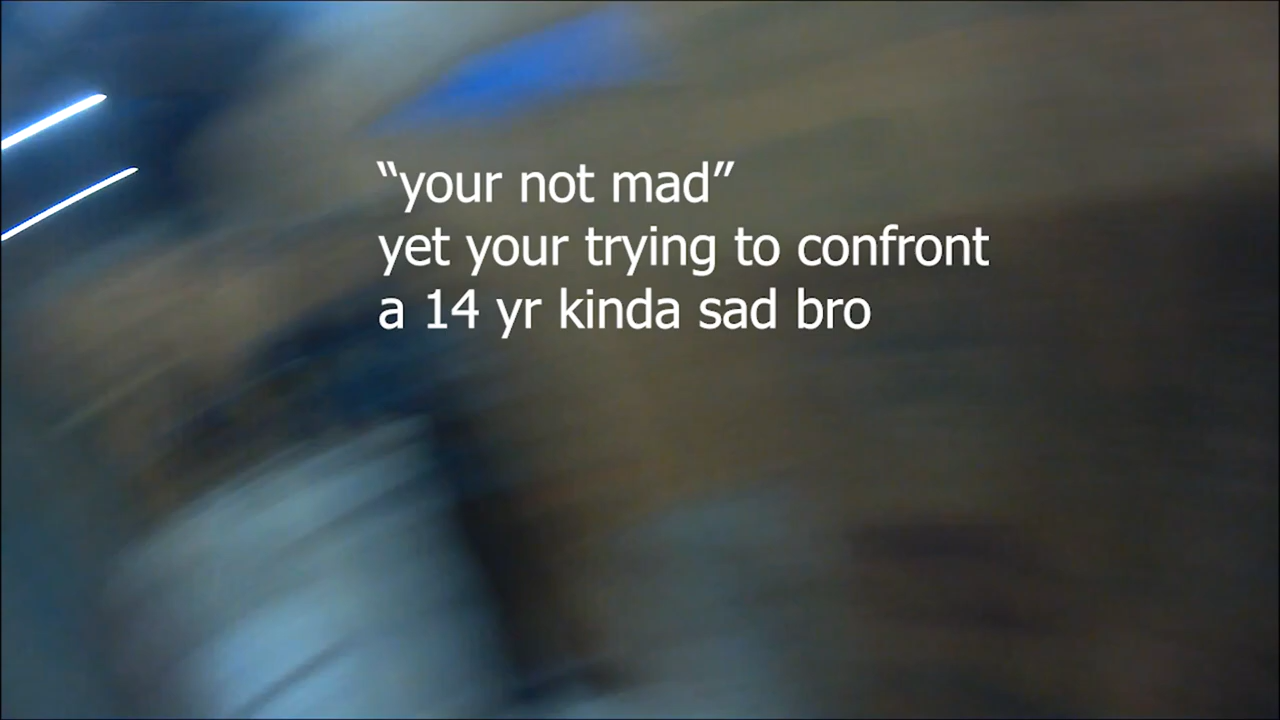 “your not mad”
yet your trying to confront
a 14 yr kinda sad bro